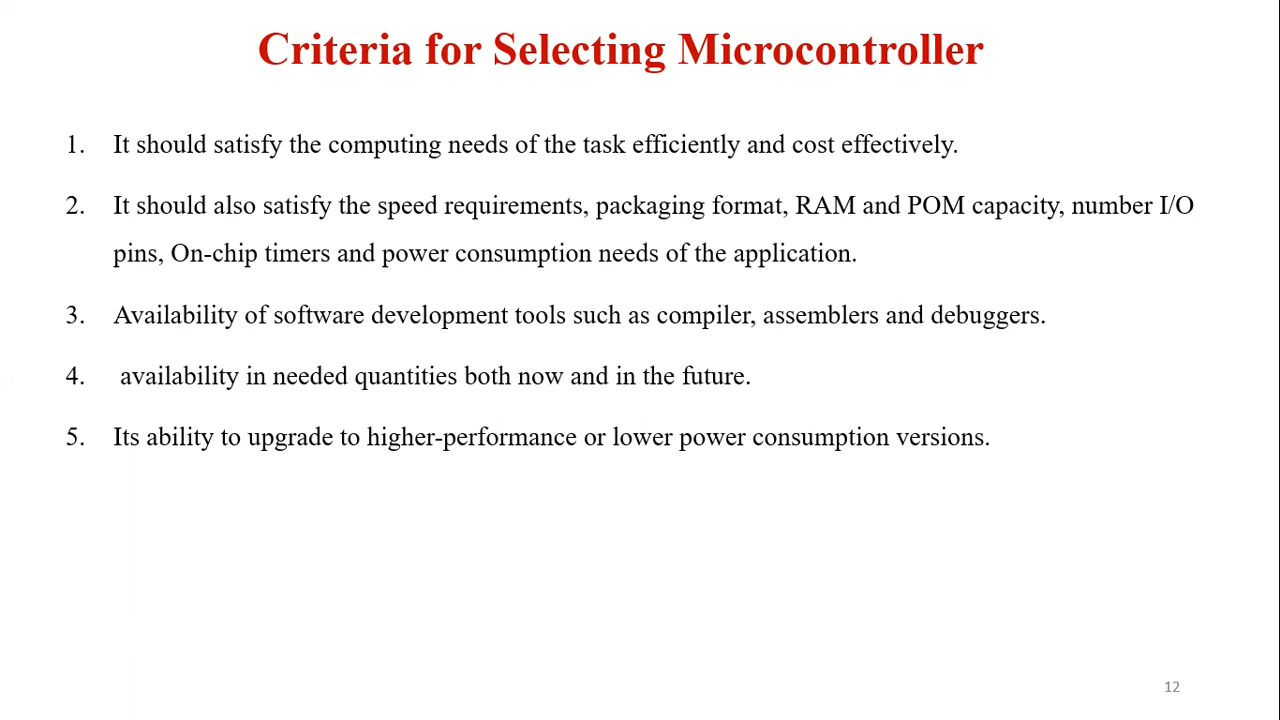 Criteria for Selecting Microcontroller
1. It should satisfy the computing needs of the task efficiently and cost effectively.
2. It should also satisfy the speed requirements, packaging format, RAM and POM capacity, number I/O
pins, On-chip timers and power consumption needs of the application.
3. Availability of software development tools such as compiler, assemblers and debuggers.
4. availability in needed quantities both now and in the future.
5. Its ability to upgrade to higher-performance or lower power consumption versions.
12